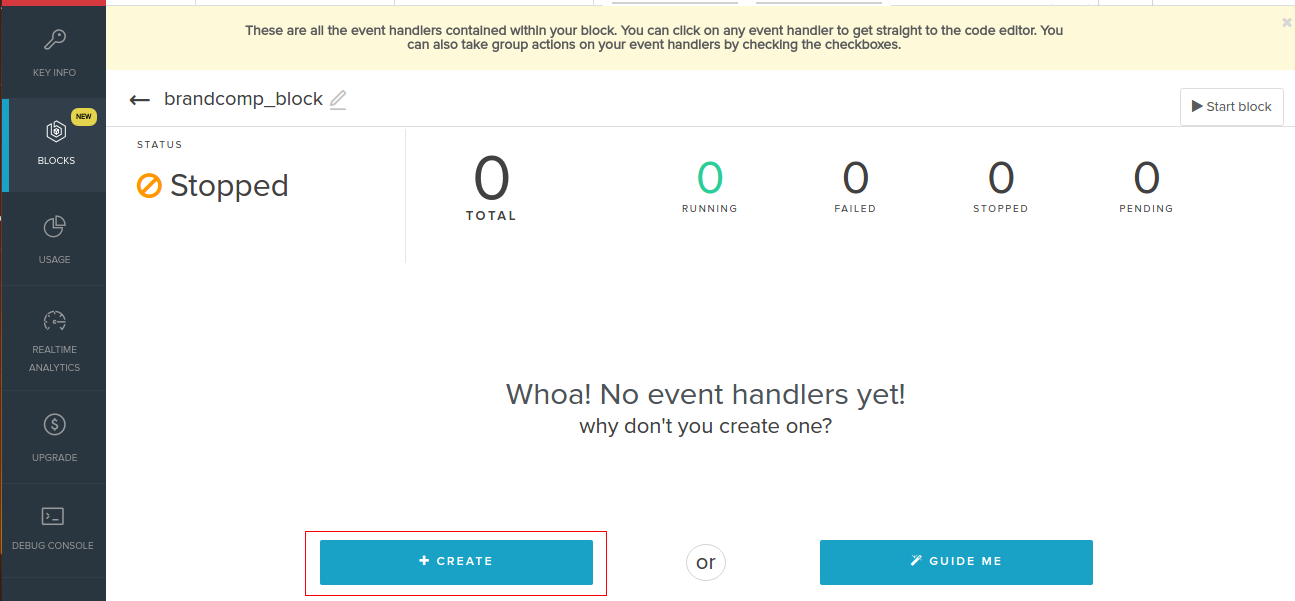 These are all the event handlers contained within your block. You can click on any event handler to get straight to the code editor. You
can also take group actions on your event handlers by checking the checkboxes.
KEY INFO
NEW
BLOCKS
USAGE
REALTIME
ANALYTICS
UPGRADE
DEBUG CONSOLE
brandcomp_block
Start block
STATUS
Stopped
0
TOTAL
0
RUNNING
0
FAILED
0
STOPPED
0
PENDING
Whoa! No event handlers yet!
why don't you create one?
CREATE
or
GUIDE ME